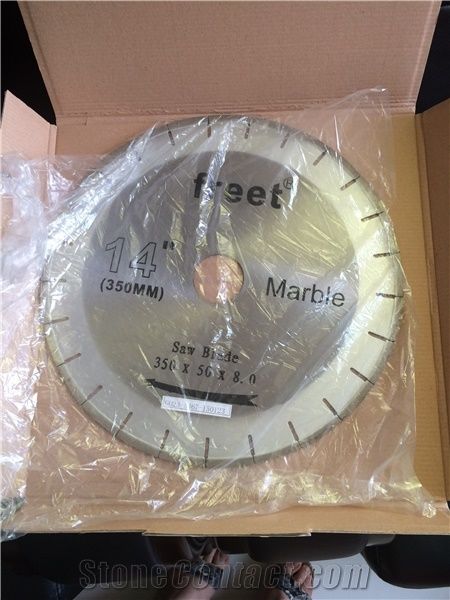 freet®
14"
(350MM)
Marble
Saw Blade
350 x 50 x 8.0
StoneContact.com